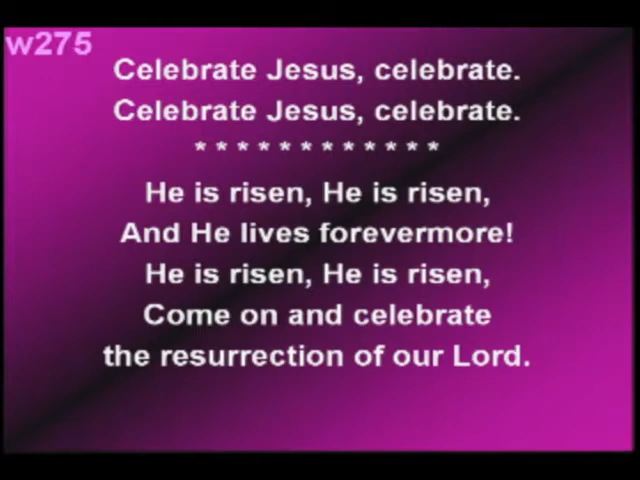 w275
Celebrate Jesus, celebrate.
Celebrate Jesus, celebrate.
* * * * * * * * * * * *
He is risen, He is risen,
And He lives forevermore!
He is risen, He is risen,
Come on and celebrate
the resurrection of our Lord.